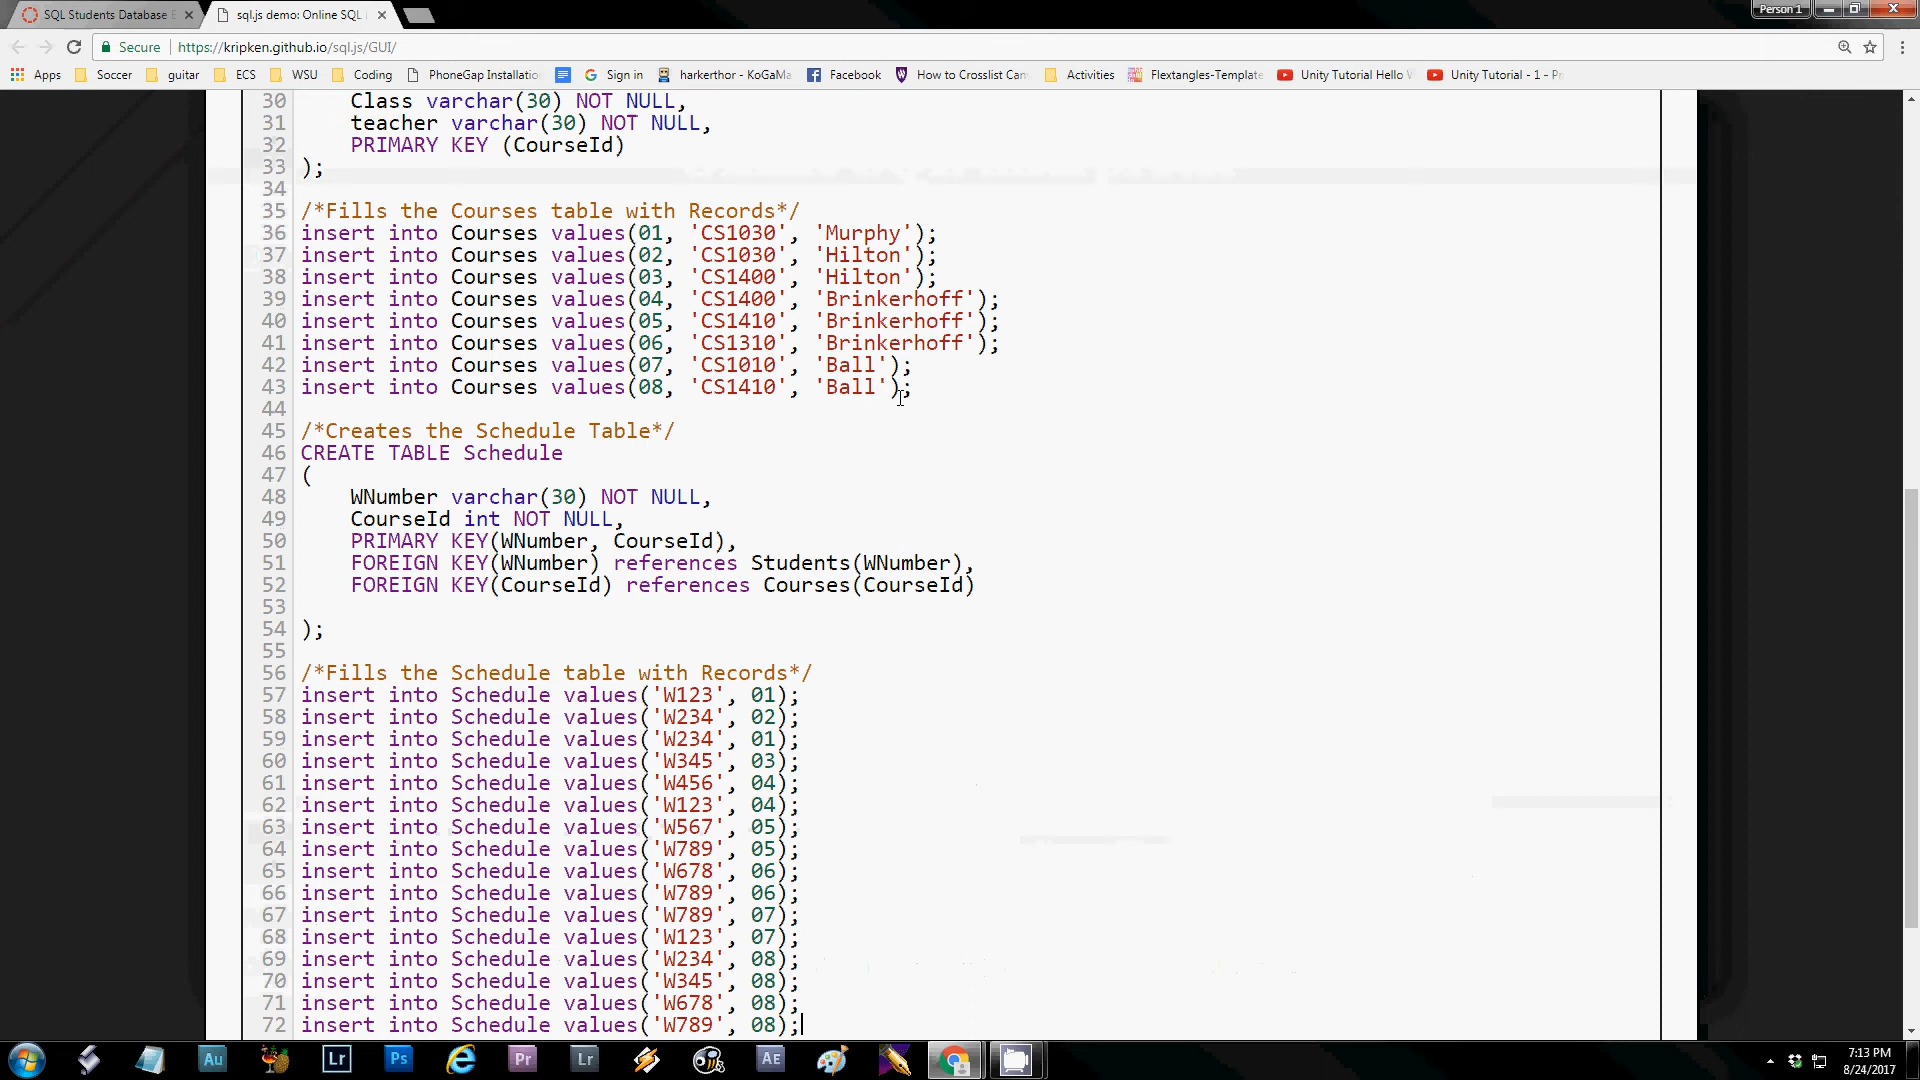 SQL Students Database E
sql.js demo: Online SQL i
Person 1
Secure
https://kripken.github.io/sql.js/GUI/
Apps
Soccer
guitar
ECS
WSU
Coding
PhoneGap Installatio
Sign in
harkerthor - KoGaMa
Facebook
How to Crosslist Can
Activities
Flextangles-Template
Unity Tutorial Hello W
Unity Tutorial - 1 - Pr
30 Class varchar(30) NOT NULL,
31 teacher varchar(30) NOT NULL,
32 PRIMARY KEY (CourseId)
33 );
34
35 /*Fills the Courses table with Records*/
36 insert into Courses values(01, 'CS1030', 'Murphy');
37 insert into Courses values(02, 'CS1030', 'Hilton');
38 insert into Courses values(03, 'CS1400', 'Hilton');
39 insert into Courses values(04, 'CS1400', 'Brinkerhoff');
40 insert into Courses values(05, 'CS1410', 'Brinkerhoff');
41 insert into Courses values(06, 'CS1310', 'Brinkerhoff');
42 insert into Courses values(07, 'CS1010', 'Ball');
43 insert into Courses values(08, 'CS1410', 'Ball');
44
45 /*Creates the Schedule Table*/
46 CREATE TABLE Schedule
47 (
48 WNumber varchar(30) NOT NULL,
49 CourseId int NOT NULL,
50 PRIMARY KEY(WNumber, CourseId),
51 FOREIGN KEY(WNumber) references Students(WNumber),
52 FOREIGN KEY(CourseId) references Courses(CourseId)
53
54 );
55
56 /*Fills the Schedule table with Records*/
57 insert into Schedule values('W123', 01);
58 insert into Schedule values('W234', 02);
59 insert into Schedule values('W234', 01);
60 insert into Schedule values('W345', 03);
61 insert into Schedule values('W456', 04);
62 insert into Schedule values('W123', 04);
63 insert into Schedule values('W567', 05);
64 insert into Schedule values('W789', 05);
65 insert into Schedule values('W678', 06);
66 insert into Schedule values('W789', 06);
67 insert into Schedule values('W789', 07);
68 insert into Schedule values('W123', 07);
69 insert into Schedule values('W234', 08);
70 insert into Schedule values('W345', 08);
71 insert into Schedule values('W678', 08);
72 insert into Schedule values('W789', 08);
Au
Lr
Ps
Pr
Lr
AE
7:13 PM
8/24/2017